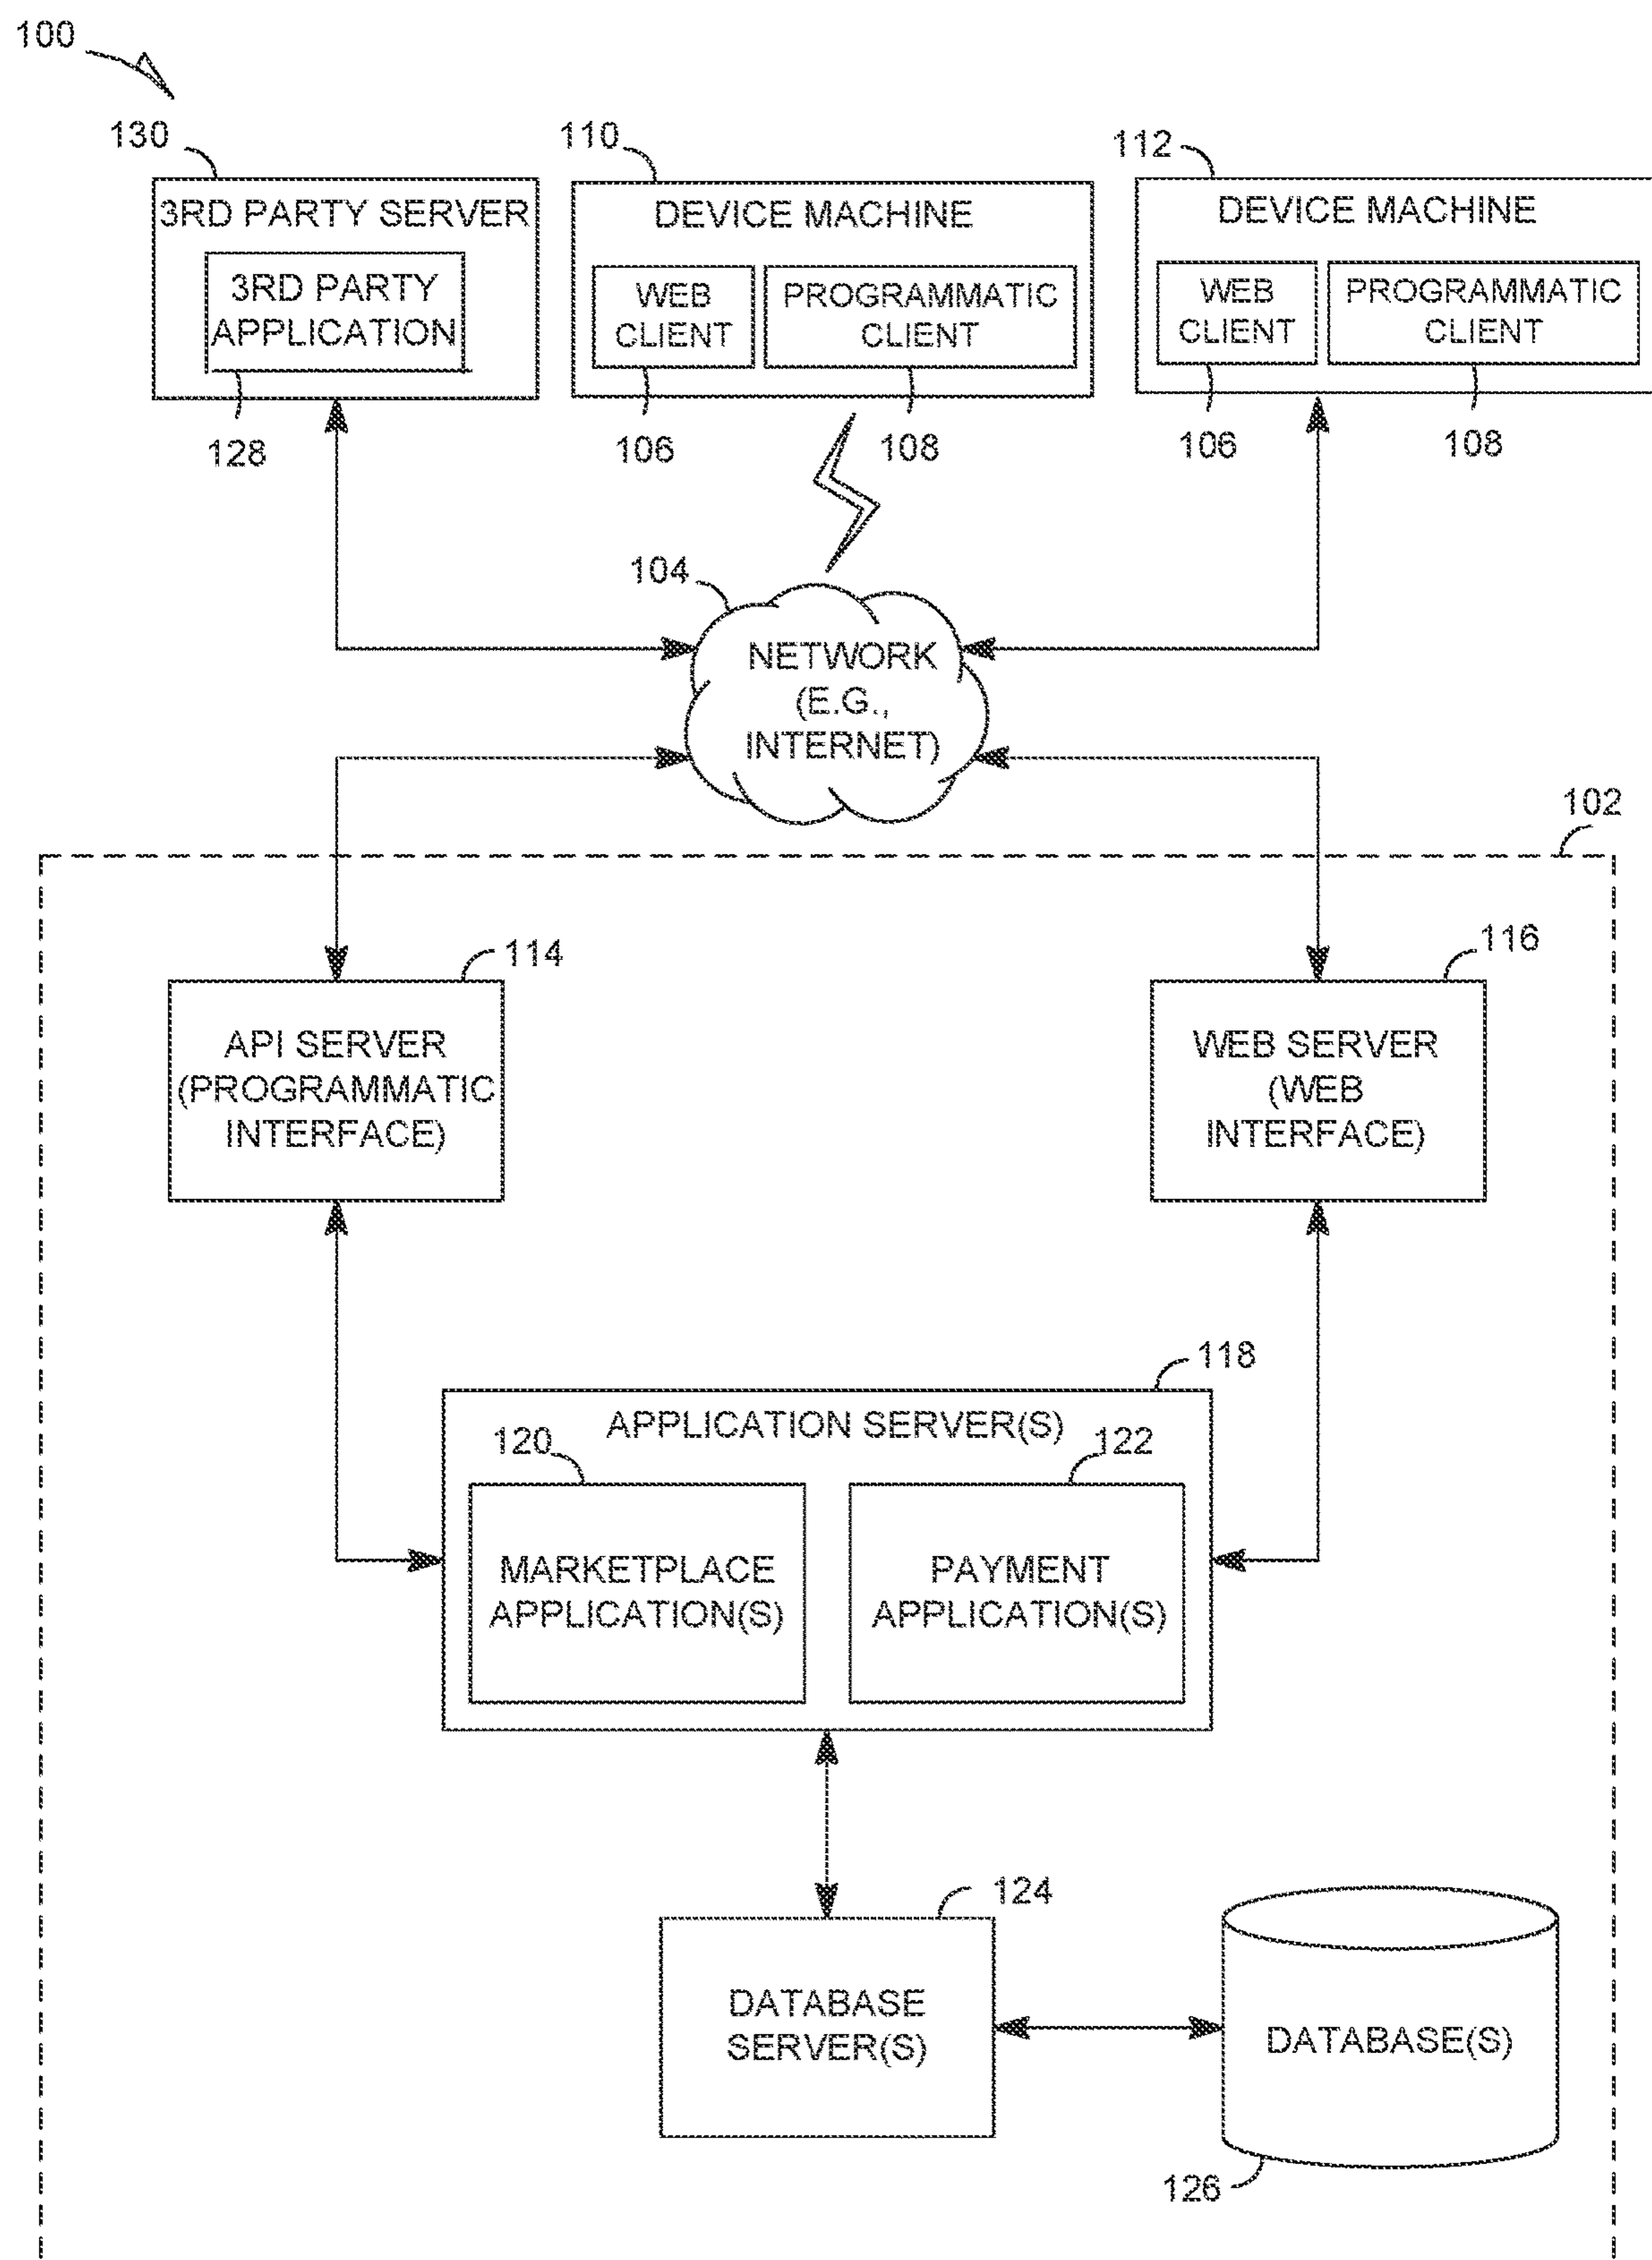 100
130
110
112
3RD PARTY SERVER
3RD PARTY
APPLICATION
128
DEVICE MACHINE
WEB
CLIENT
PROGRAMMATIC
CLIENT
106
108
DEVICE MACHINE
WEB
CLIENT
PROGRAMMATIC
CLIENT
106
108
104
NETWORK
(E.G.,
INTERNET)
102
114
API SERVER
(PROGRAMMATIC
INTERFACE)
116
WEB SERVER
(WEB
INTERFACE)
118
APPLICATION SERVER(S)
120
122
MARKETPLACE
APPLICATION(S)
PAYMENT
APPLICATION(S)
124
DATABASE
SERVER(S)
DATABASE(S)
126